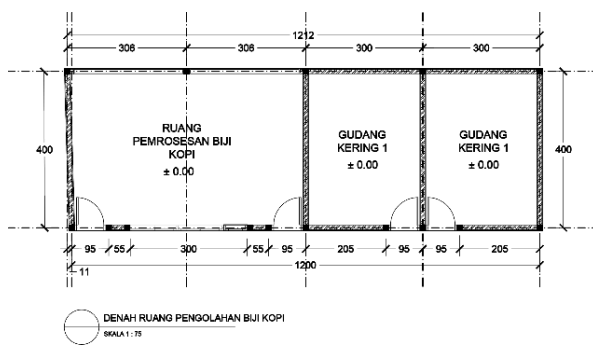 1212
306 306 300 300
400
RUANG
PEMROSESAN BIJI
KOPI
± 0.00
GUDANG
KERING 1
± 0.00
GUDANG
KERING 1
± 0.00
400
95 55 300 55 95 205 95 95 205
1200
11
DENAH RUANG PENGOLAHAN BIJI KOPI
SKALA 1 : 75